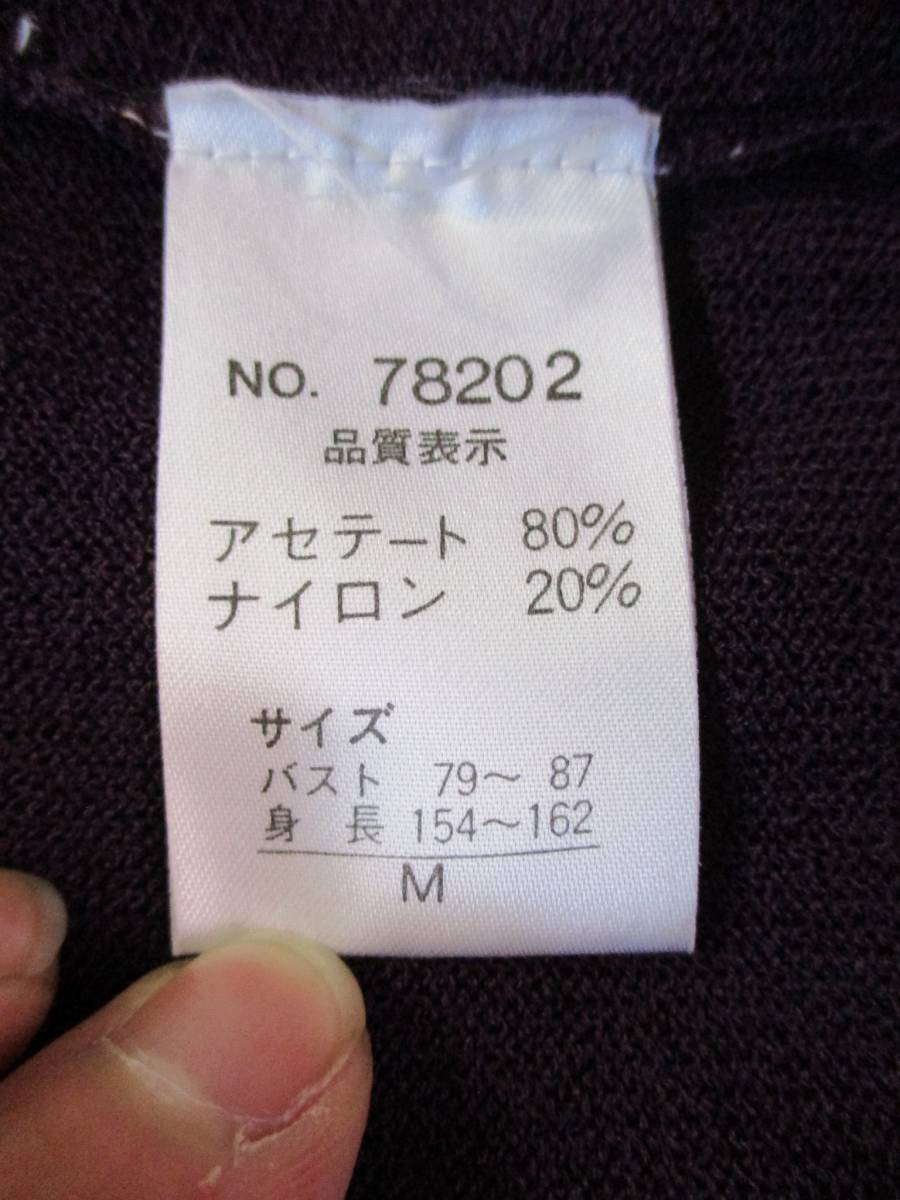 NO. 78202
品質表示
アセテート 80%
ナイロン 20%
サイズ
バスト 79〜 87
身 長 154〜162
M